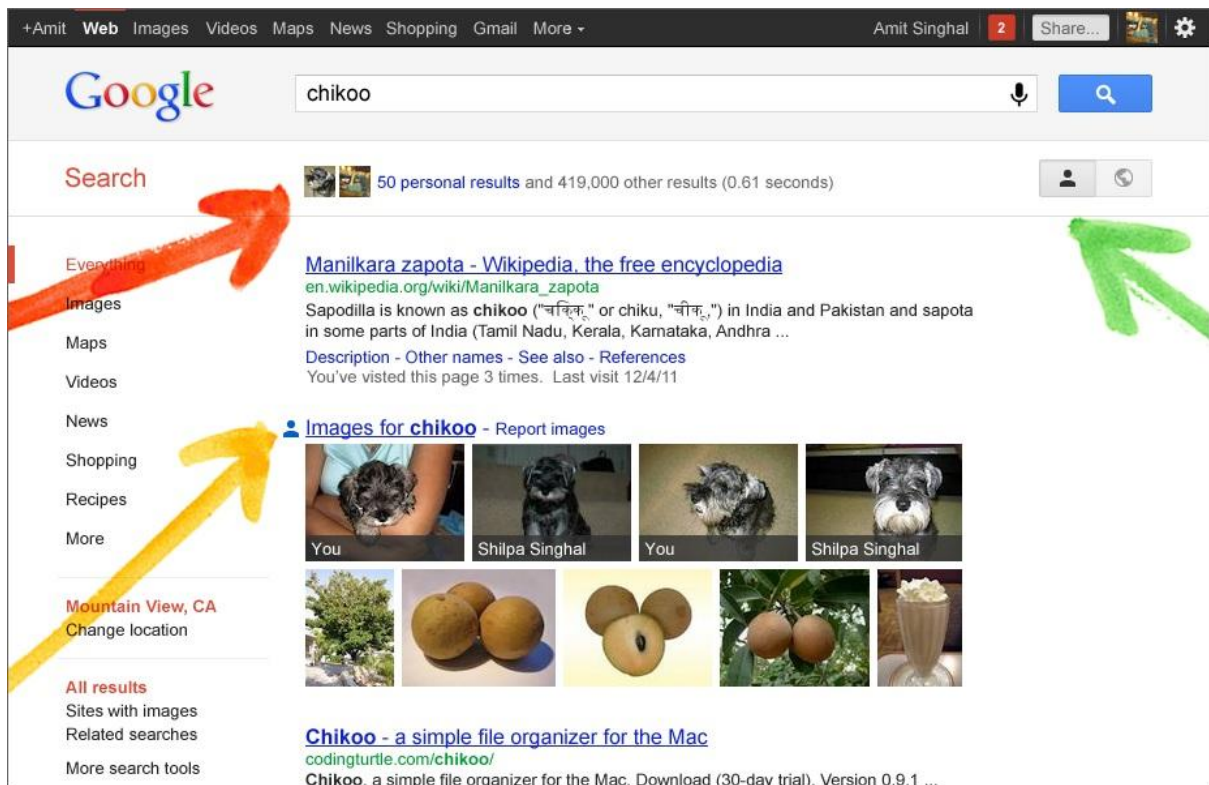 +Amit Web Images Videos Maps News Shopping Gmail More
Amit Singhal 2 Share...
Google
chikoo
Search
50 personal results and 419,000 other results (0.61 seconds)
Everything
Images
Maps
Videos
News
Shopping
Recipes
More
Mountain View, CA
Change location
All results
Sites with images
Related searches
More search tools
Manilkara zapota - Wikipedia, the free encyclopedia
en.wikipedia.org/wiki/Manilkara_zapota
Sapodilla is known as chikoo ("चक्किू" or chiku, "चीकू,") in India and Pakistan and sapota
in some parts of India (Tamil Nadu, Kerala, Karnataka, Andhra ...
Description - Other names - See also - References
You've visted this page 3 times. Last visit 12/4/11
Images for chikoo - Report images
You
Shilpa Singhal
You
Shilpa Singhal
Chikoo - a simple file organizer for the Mac
codingturtle.com/chikoo/
Chikoo, a simple file organizer for the Mac. Download (30-day trial). Version 0.9.1 ...